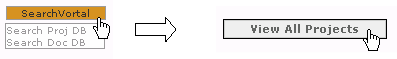 SearchVortal
Search Proj DB
Search Doc DB
View All Projects